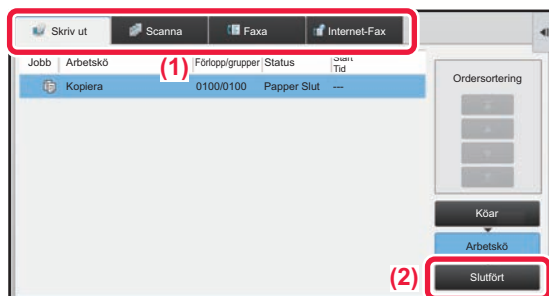 Skriv ut Scanna Faxa Internet-Fax
Jobb Arbetskö (1) Förlopp/grupper Status Start Tid
Kopiera 0100/0100 Papper Slut ---
Ordersortering
Köar
Arbetskö
(2) Slutfört